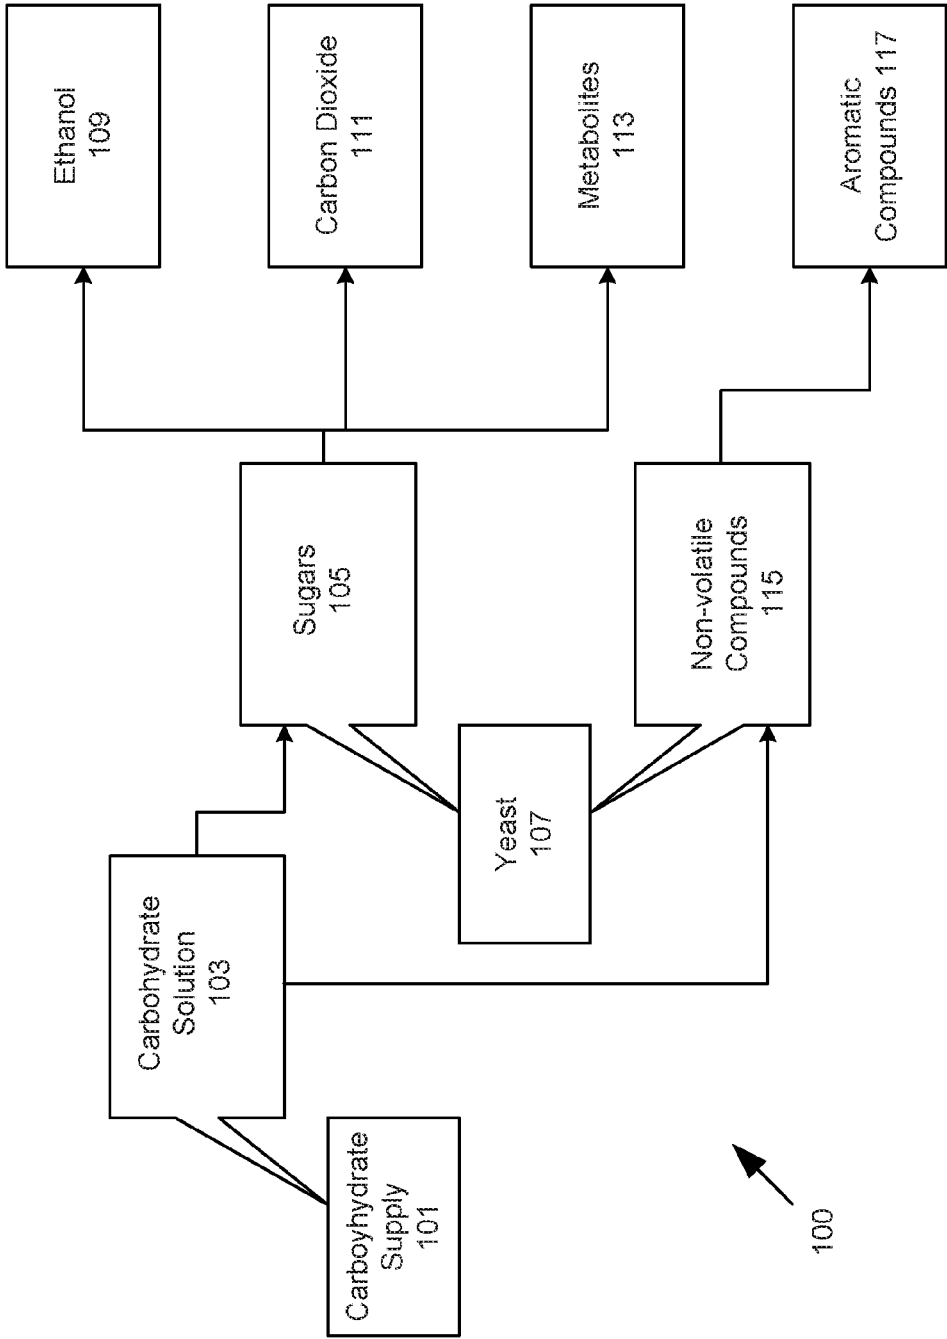 Carboyhydrate
Supply
101
Carbohydrate
Solution
103
Yeast
107
Sugars
105
Non-volatile
Compounds
115
Ethanol
109
Carbon Dioxide
111
Metabolites
113
Aromatic
Compounds 117
100